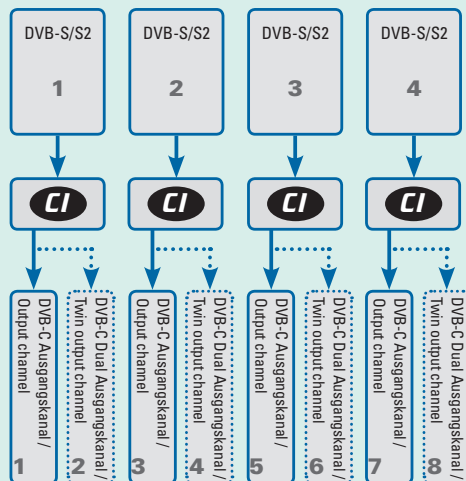 DVB-S/S2
1
DVB-S/S2
2
DVB-S/S2
3
DVB-S/S2
4
CI
CI
CI
CI
DVB-C Ausgangskanal /
Output channel
1
DVB-C Dual Ausgangskanal /
Twin output channel
2
DVB-C Ausgangskanal /
Output channel
3
DVB-C Dual Ausgangskanal /
Twin output channel
4
DVB-C Ausgangskanal /
Output channel
5
DVB-C Dual Ausgangskanal /
Twin output channel
6
DVB-C Ausgangskanal /
Output channel
7
DVB-C Dual Ausgangskanal /
Twin output channel
8